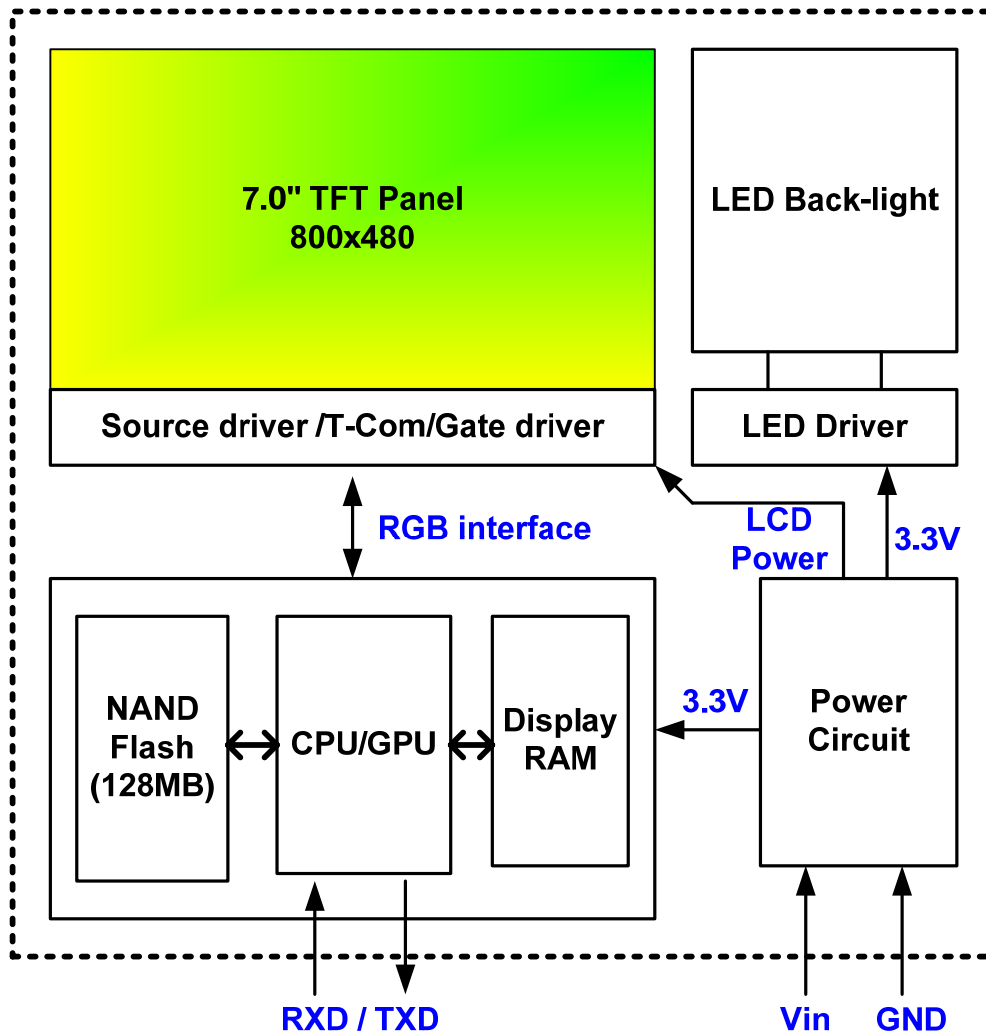 7.0" TFT Panel
800x480
LED Back-light
Source driver /T-Com/Gate driver
LED Driver
RGB interface
LCD
Power
3.3V
NAND
Flash
(128MB)
CPU/GPU
Display
RAM
3.3V
Power
Circuit
RXD / TXD
Vin
GND